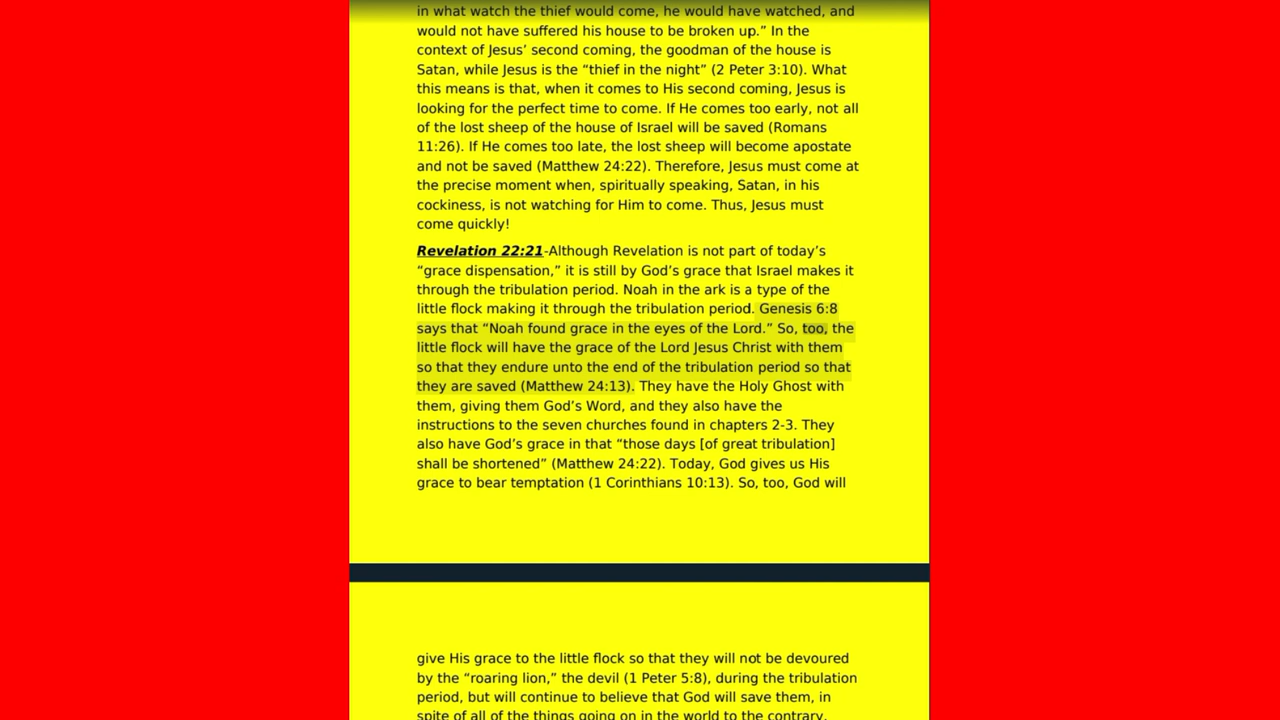 in what watch the thief would come, he would have watched, and
would not have suffered his house to be broken up.” In the
context of Jesus’ second coming, the goodman of the house is
Satan, while Jesus is the “thief in the night” (2 Peter 3:10). What
this means is that, when it comes to His second coming, Jesus is
looking for the perfect time to come. If He comes too early, not all
of the lost sheep of the house of Israel will be saved (Romans
11:26). If He comes too late, the lost sheep will become apostate
and not be saved (Matthew 24:22). Therefore, Jesus must come at
the precise moment when, spiritually speaking, Satan, in his
cockiness, is not watching for Him to come. Thus, Jesus must
come quickly!
Revelation 22:21-Although Revelation is not part of today’s
“grace dispensation,” it is still by God’s grace that Israel makes it
through the tribulation period. Noah in the ark is a type of the
little flock making it through the tribulation period. Genesis 6:8
says that “Noah found grace in the eyes of the Lord.” So, too, the
little flock will have the grace of the Lord Jesus Christ with them
so that they endure unto the end of the tribulation period so that
they are saved (Matthew 24:13). They have the Holy Ghost with
them, giving them God’s Word, and they also have the
instructions to the seven churches found in chapters 2-3. They
also have God’s grace in that “those days [of great tribulation]
shall be shortened” (Matthew 24:22). Today, God gives us His
grace to bear temptation (1 Corinthians 10:13). So, too, God will
give His grace to the little flock so that they will not be devoured
by the “roaring lion,” the devil (1 Peter 5:8), during the tribulation
period, but will continue to believe that God will save them, in
spite of all of the things going on in the world to the contrary.